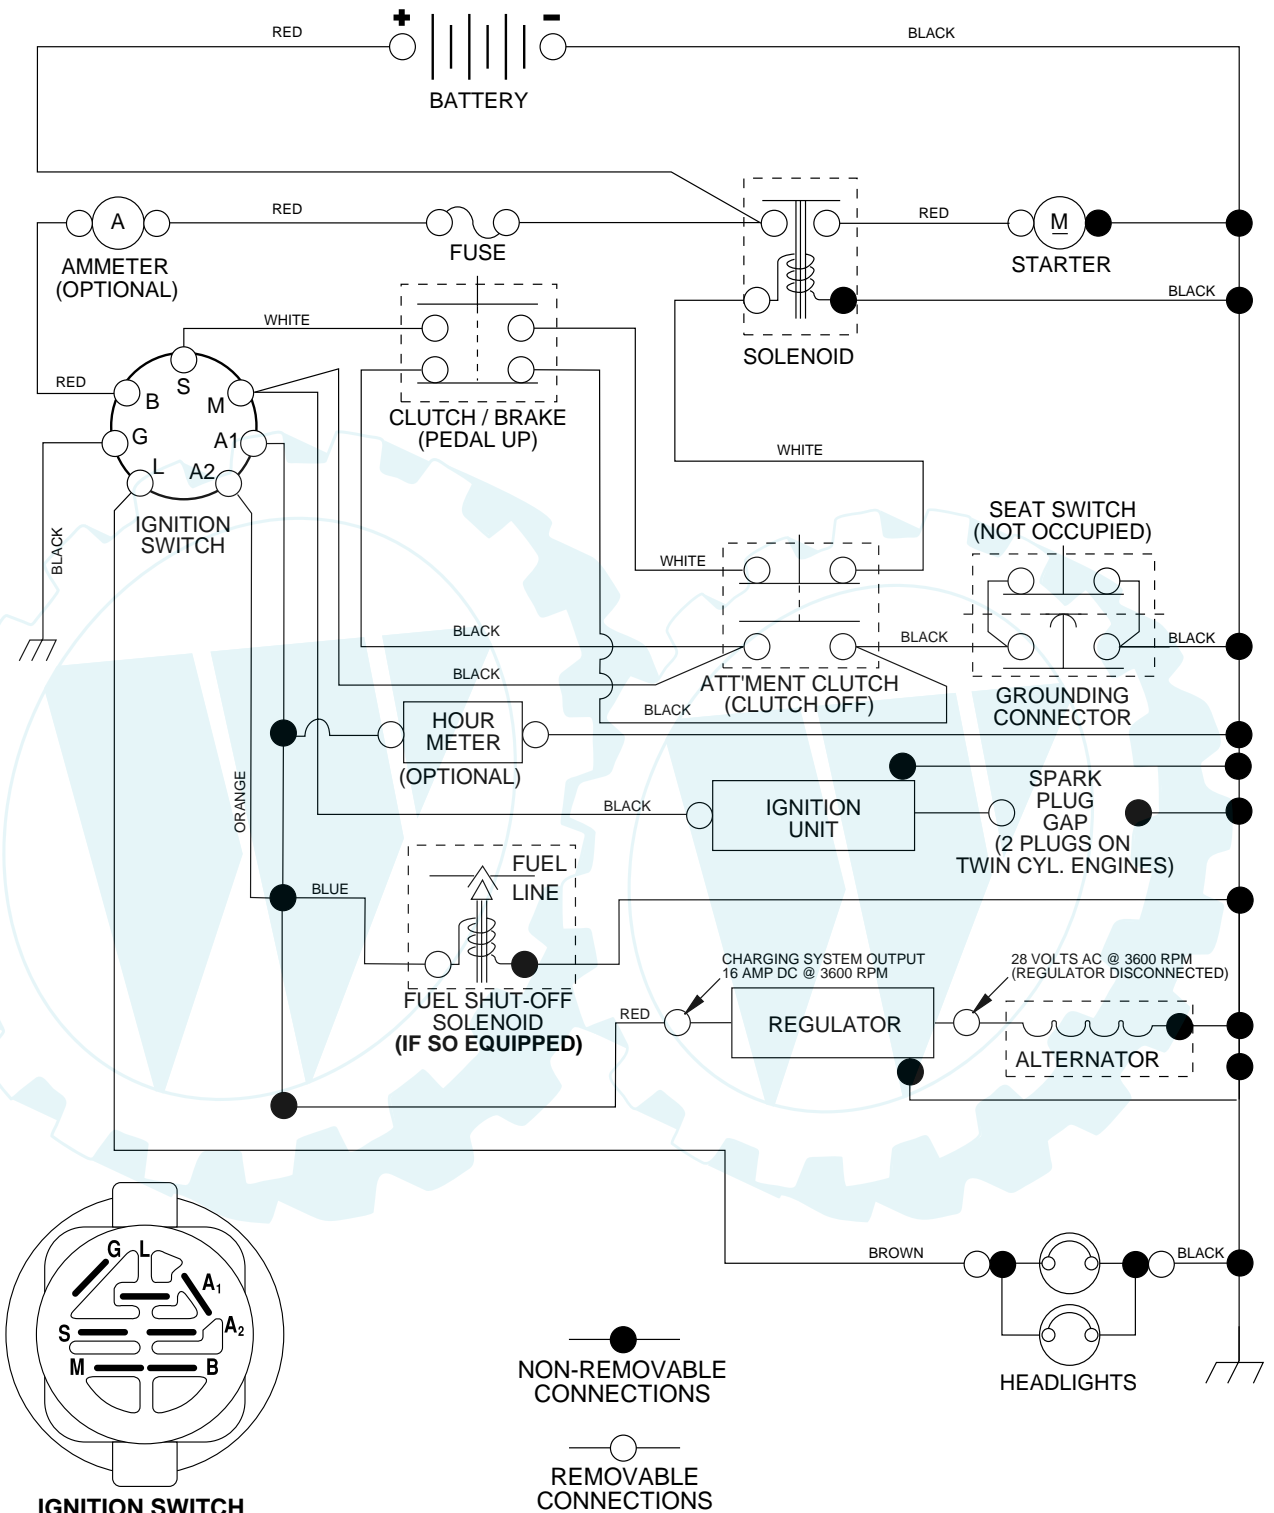 + −
RED
BLACK
BATTERY
RED
A
AMMETER
(OPTIONAL)
FUSE
RED
M
STARTER
BLACK
SOLENOID
WHITE
S
RED
B
M
G
A1
L
A2
IGNITION
SWITCH
CLUTCH / BRAKE
(PEDAL UP)
WHITE
BLACK
SEAT SWITCH
(NOT OCCUPIED)
WHITE
BLACK
BLACK
BLACK
BLACK
ATT'MENT CLUTCH
(CLUTCH OFF)
BLACK
GROUNDING
CONNECTOR
HOUR
METER
(OPTIONAL)
ORANGE
BLACK
IGNITION
UNIT
SPARK
PLUG
GAP
(2 PLUGS ON
TWIN CYL. ENGINES)
BLUE
FUEL
LINE
FUEL SHUT-OFF
SOLENOID
(IF SO EQUIPPED)
CHARGING SYSTEM OUTPUT
16 AMP DC @ 3600 RPM
28 VOLTS AC @ 3600 RPM
(REGULATOR DISCONNECTED)
RED
REGULATOR
ALTERNATOR
BROWN
BLACK
HEADLIGHTS
G L
A1
S
A2
M
B
IGNITION SWITCH
NON-REMOVABLE
CONNECTIONS
REMOVABLE
CONNECTIONS